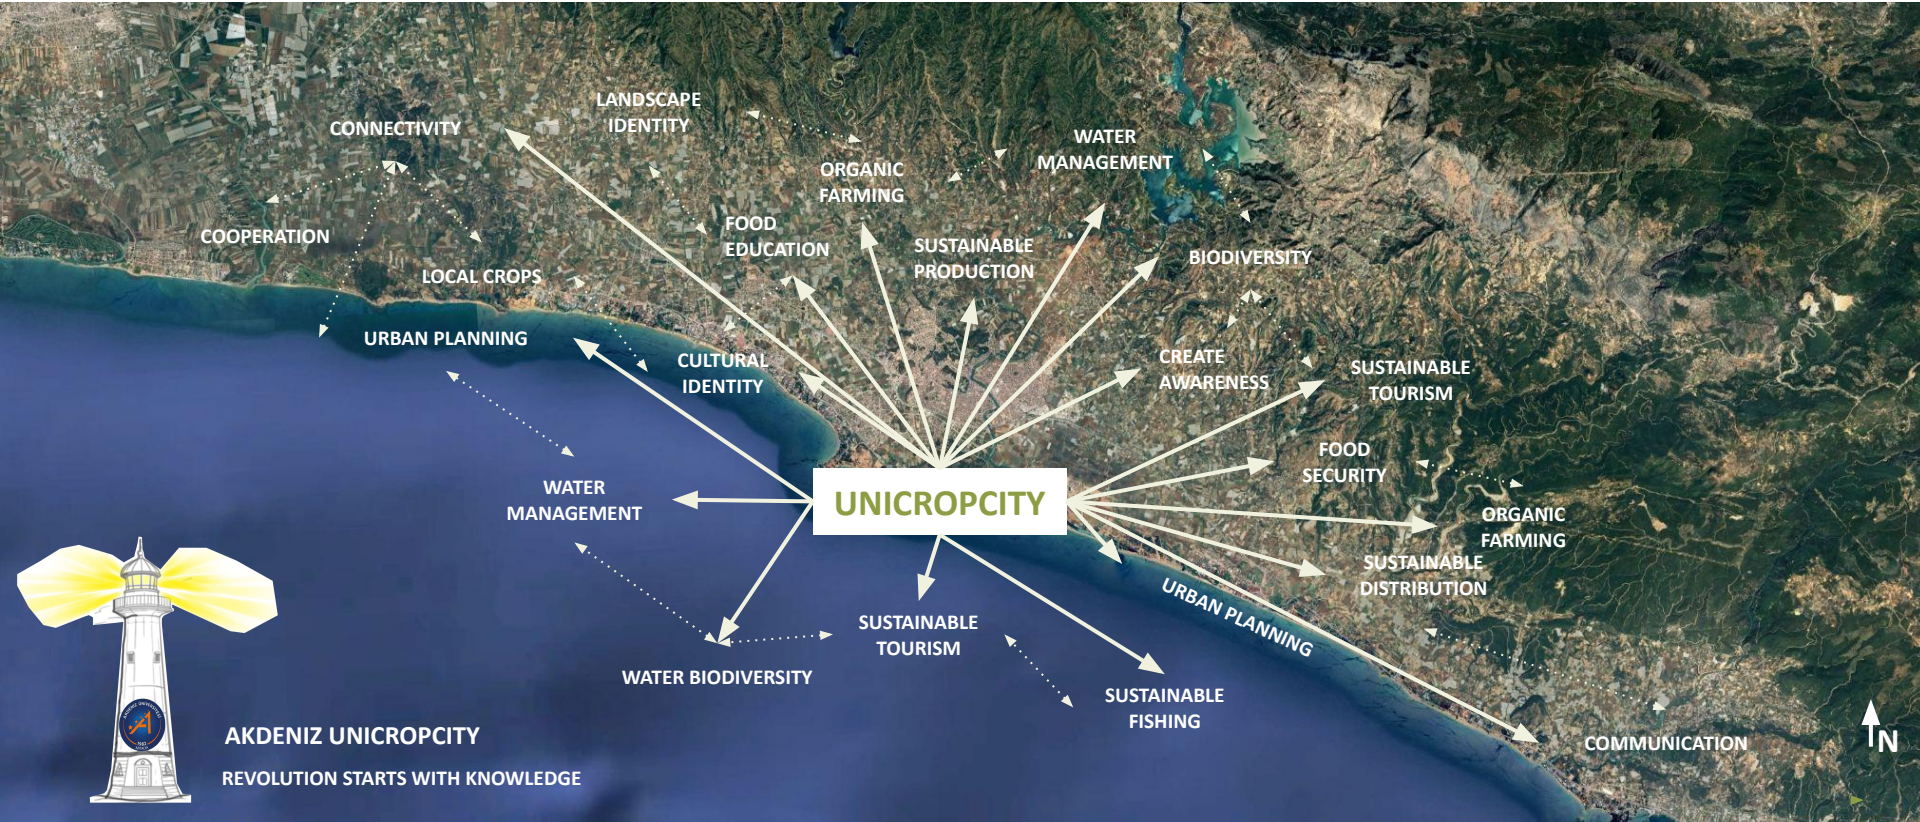 LANDSCAPE
IDENTITY
CONNECTIVITY
WATER
MANAGEMENT
ORGANIC
FARMING
COOPERATION
FOOD
EDUCATION
SUSTAINABLE
PRODUCTION
BIODIVERSITY
LOCAL CROPS
URBAN PLANNING
CULTURAL
IDENTITY
CREATE
AWARENESS
SUSTAINABLE
TOURISM
FOOD
SECURITY
WATER
MANAGEMENT
UNICROPCITY
ORGANIC
FARMING
SUSTAINABLE
DISTRIBUTION
URBAN PLANNING
SUSTAINABLE
TOURISM
WATER BIODIVERSITY
SUSTAINABLE
FISHING
COMMUNICATION
N
AKDENIZ UNICROPCITY
REVOLUTION STARTS WITH KNOWLEDGE